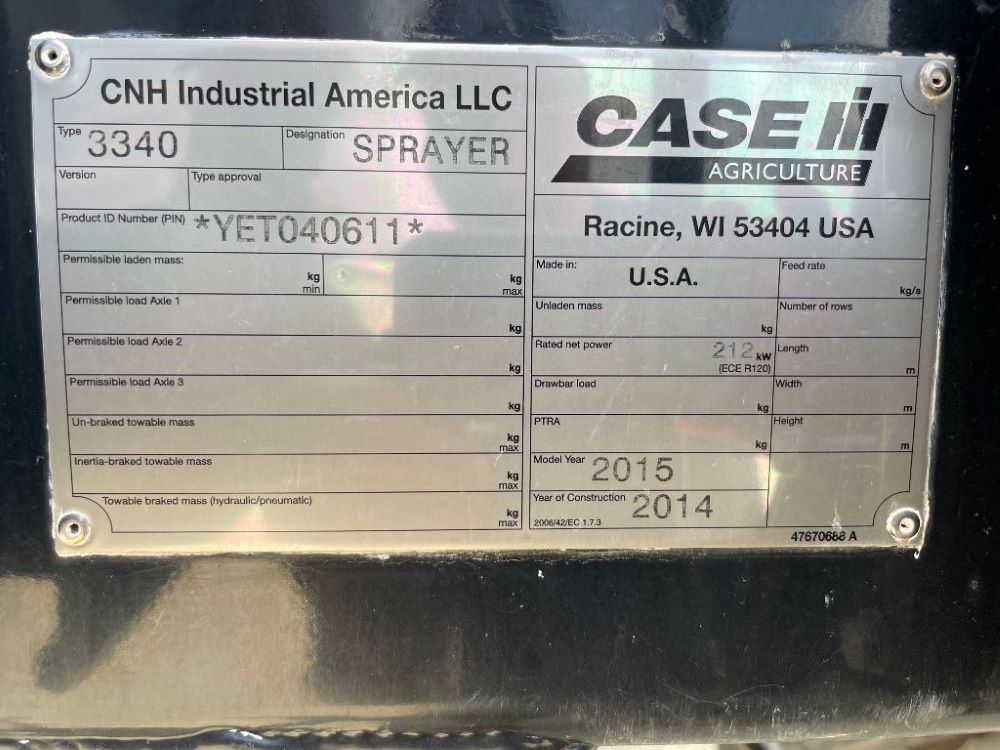 CNH Industrial America LLC
Type 3340 Designation SPRAYER
Version Type approval
Product ID Number (PIN) *YET040611*
Permissible laden mass: kg min kg max
Permissible load Axle 1 kg
Permissible load Axle 2 kg
Permissible load Axle 3 kg
Un-braked towable mass kg max
Inertia-braked towable mass kg max
Towable braked mass (hydraulic/pneumatic) kg max
CASE IH
AGRICULTURE
Racine, WI 53404 USA
Made in: U.S.A. Feed rate kg/s
Unladen mass kg Number of rows
Rated net power 212 kW (ECE R120) Length m
Drawbar load kg Width m
PTRA kg Height m
Model Year 2015
Year of Construction 2014
2006/42/EC 1.7.3
47670688 A